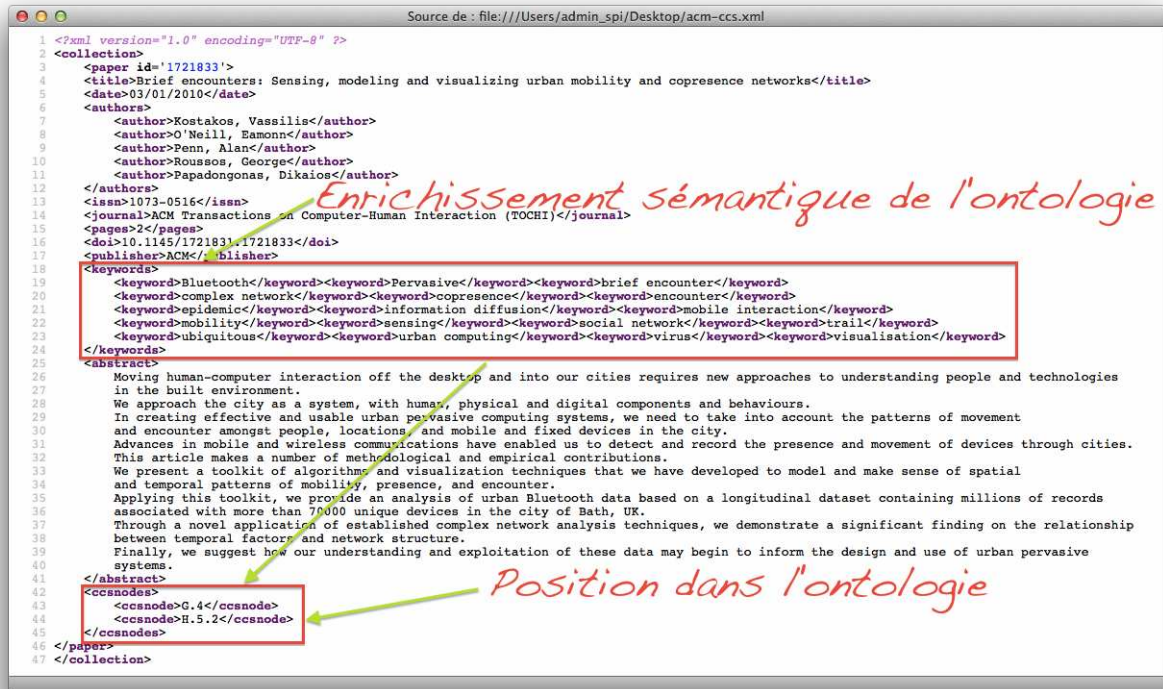 Source de : file:///Users/admin_spi/Desktop/acm-ccs.xml
1 <?xml version="1.0" encoding="UTF-8" ?>
2 <collection>
3 <paper id='1721833'>
4 <title>Brief encounters: Sensing, modeling and visualizing urban mobility and copresence networks</title>
5 <date>03/01/2010</date>
6 <authors>
7 <author>Kostakos, Vassilis</author>
8 <author>O'Neill, Eamonn</author>
9 <author>Penn, Alan</author>
10 <author>Roussos, George</author>
11 <author>Papadongonas, Dikaios</author>
12 </authors>
Enrichissement sémantique de l'ontologie
13 <issn>1073-0516</issn>
14 <journal>ACM Transactions on Computer-Human Interaction (TOCHI)</journal>
15 <pages>2</pages>
16 <doi>10.1145/1721831.1721833</doi>
17 <publisher>ACM</publisher>
18 <keywords>
19 <keyword>Bluetooth</keyword><keyword>Pervasive</keyword><keyword>brief encounter</keyword>
20 <keyword>complex network</keyword><keyword>copresence</keyword><keyword>encounter</keyword>
21 <keyword>epidemic</keyword><keyword>information diffusion</keyword><keyword>mobile interaction</keyword>
22 <keyword>mobility</keyword><keyword>sensing</keyword><keyword>social network</keyword><keyword>trail</keyword>
23 <keyword>ubiquitous</keyword><keyword>urban computing</keyword><keyword>virus</keyword><keyword>visualisation</keyword>
24 </keywords>
25 <abstract>
26 Moving human-computer interaction off the desktop and into our cities requires new approaches to understanding people and technologies
27 in the built environment.
28 We approach the city as a system, with human, physical and digital components and behaviours.
29 In creating effective and usable urban pervasive computing systems, we need to take into account the patterns of movement
30 and encounter amongst people, locations, and mobile and fixed devices in the city.
31 Advances in mobile and wireless communications have enabled us to detect and record the presence and movement of devices through cities.
32 This article makes a number of methodological and empirical contributions.
33 We present a toolkit of algorithms and visualization techniques that we have developed to model and make sense of spatial
34 and temporal patterns of mobility, presence, and encounter.
35 Applying this toolkit, we provide an analysis of urban Bluetooth data based on a longitudinal dataset containing millions of records
36 associated with more than 70000 unique devices in the city of Bath, UK.
37 Through a novel application of established complex network analysis techniques, we demonstrate a significant finding on the relationship
38 between temporal factors and network structure.
39 Finally, we suggest how our understanding and exploitation of these data may begin to inform the design and use of urban pervasive
40 systems.
41 </abstract>
Position dans l'ontologie
42 <ccsnodes>
43 <ccsnode>G.4</ccsnode>
44 <ccsnode>H.5.2</ccsnode>
45 </ccsnodes>
46 </paper>
47 </collection>